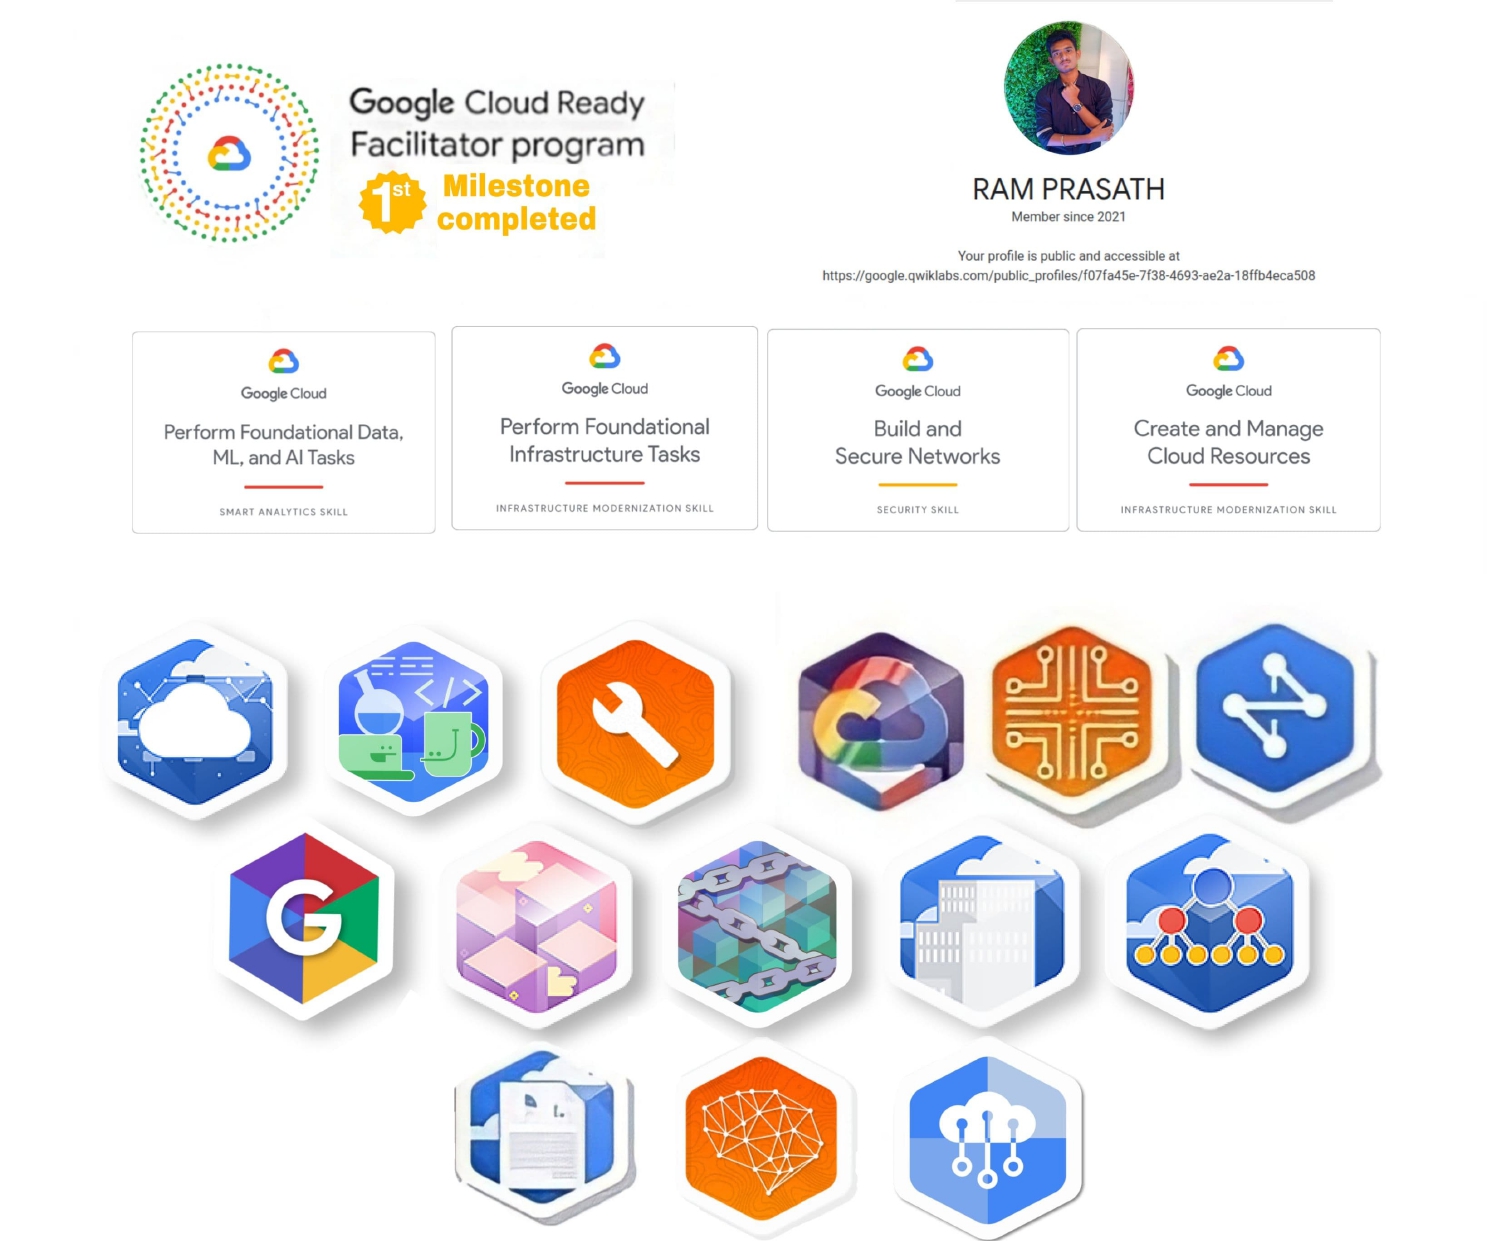 Google Cloud Ready
Facilitator program
1st
Milestone
completed
RAM PRASATH
Member since 2021
Your profile is public and accessible at
https://google.qwiklabs.com/public_profiles/f07fa45e-7f38-4693-ae2a-18ffb4eca508
Google Cloud
Perform Foundational Data,
ML, and AI Tasks
SMART ANALYTICS SKILL
Google Cloud
Perform Foundational
Infrastructure Tasks
INFRASTRUCTURE MODERNIZATION SKILL
Google Cloud
Build and
Secure Networks
SECURITY SKILL
Google Cloud
Create and Manage
Cloud Resources
INFRASTRUCTURE MODERNIZATION SKILL
</>
G